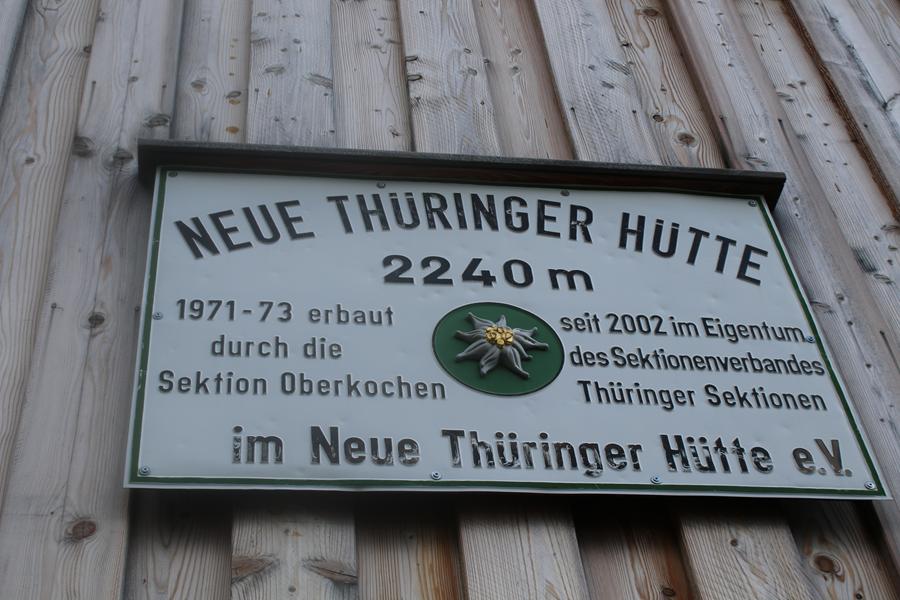 NEUE THÜRINGER HÜTTE
2240 m
1971-73 erbaut
durch die
Sektion Oberkochen
seit 2002 im Eigentum
des Sektionenverbandes
Thüringer Sektionen
im Neue Thüringer Hütte e.V.